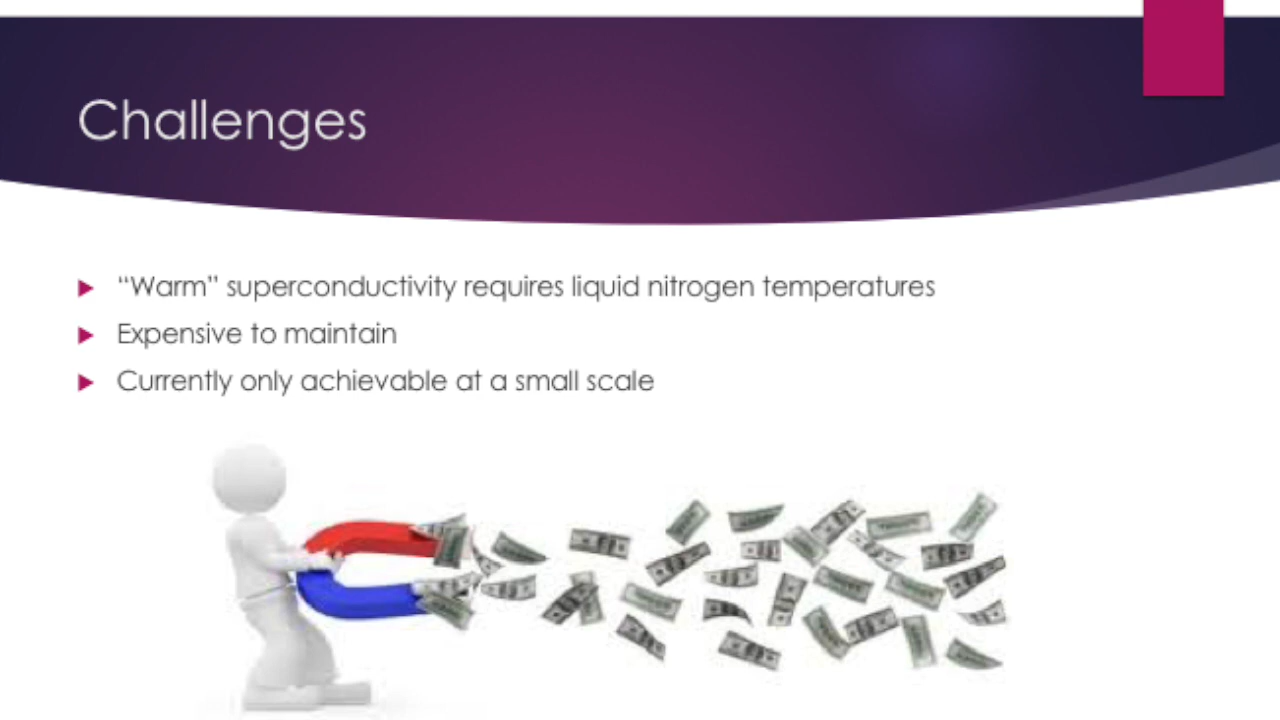 Challenges
“Warm” superconductivity requires liquid nitrogen temperatures
Expensive to maintain
Currently only achievable at a small scale